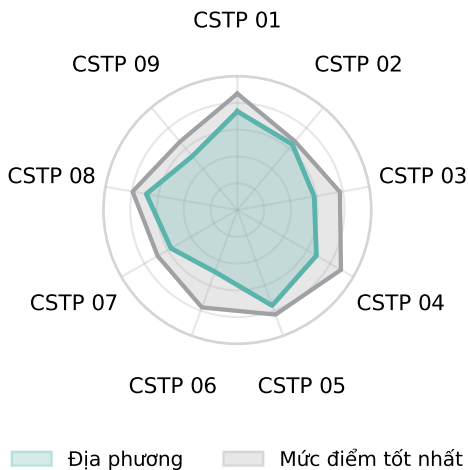 CSTP 01
CSTP 09
CSTP 02
CSTP 08
CSTP 03
CSTP 07
CSTP 04
CSTP 06
CSTP 05
Địa phương
Mức điểm tốt nhất